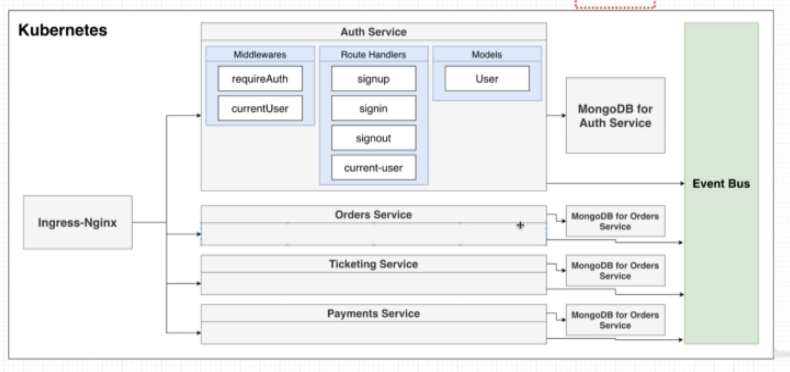 Kubernetes
Auth Service
Middlewares
requireAuth
currentUser
Route Handlers
signup
signin
signout
current-user
Models
User
MongoDB for
Auth Service
Event Bus
Ingress-Nginx
Orders Service
MongoDB for Orders
Service
Ticketing Service
MongoDB for Orders
Service
Payments Service
MongoDB for Orders
Service